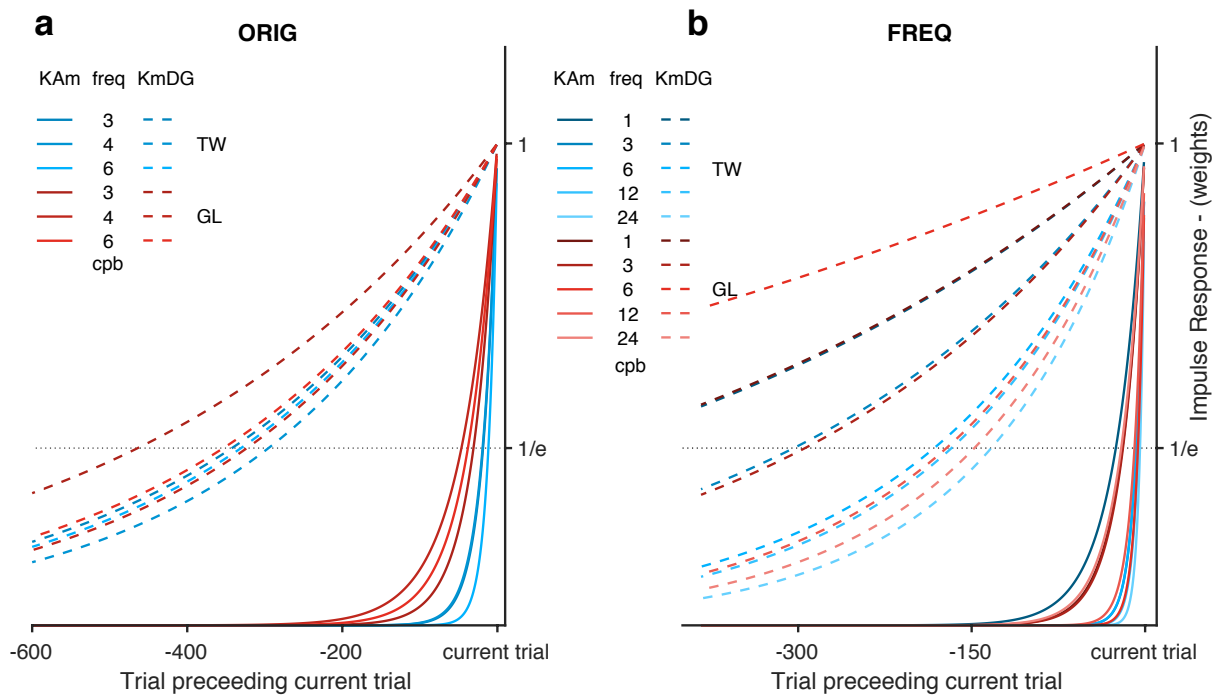 a
ORIG
KAm freq KmDG
3
4
TW
6
3
4
GL
6
cpb
1
1/e
-600
-400
-200
current trial
Trial preceeding current trial
b
FREQ
KAm freq KmDG
1
3
6
TW
12
24
1
3
6
GL
12
24
cpb
1
1/e
Impulse Response - (weights)
-300
-150
current trial
Trial preceeding current trial